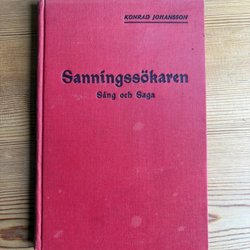 KONRAD JOHANSSON
Sanningssökaren
Sång och Saga